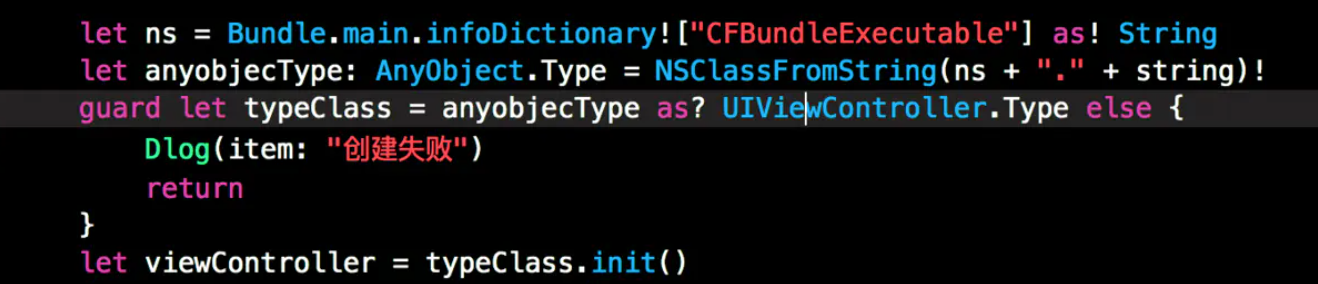 let ns = Bundle.main.infoDictionary!["CFBundleExecutable"] as! String
let anyobjecType: AnyObject.Type = NSClassFromString(ns + "." + string)!
guard let typeClass = anyobjecType as? UIViewController.Type else {
Dlog(item: "创建失败")
return
}
let viewController = typeClass.init()